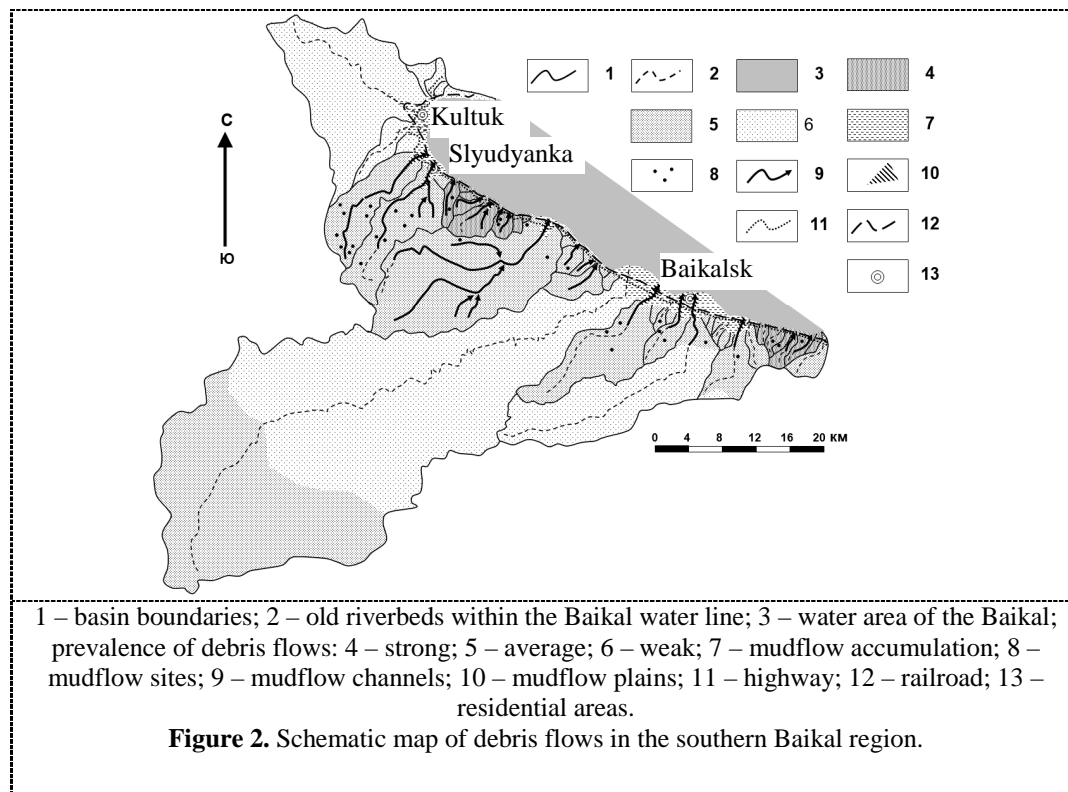 С
Ю
Kultuk
Slyudyanka
Baikalsk
1 2 3 4
5 6 7
8 9 10
11 12
13
0 4 8 12 16 20 КМ
1 – basin boundaries; 2 – old riverbeds within the Baikal water line; 3 – water area of the Baikal;
prevalence of debris flows: 4 – strong; 5 – average; 6 – weak; 7 – mudflow accumulation; 8 –
mudflow sites; 9 – mudflow channels; 10 – mudflow plains; 11 – highway; 12 – railroad; 13 –
residential areas.
Figure 2. Schematic map of debris flows in the southern Baikal region.